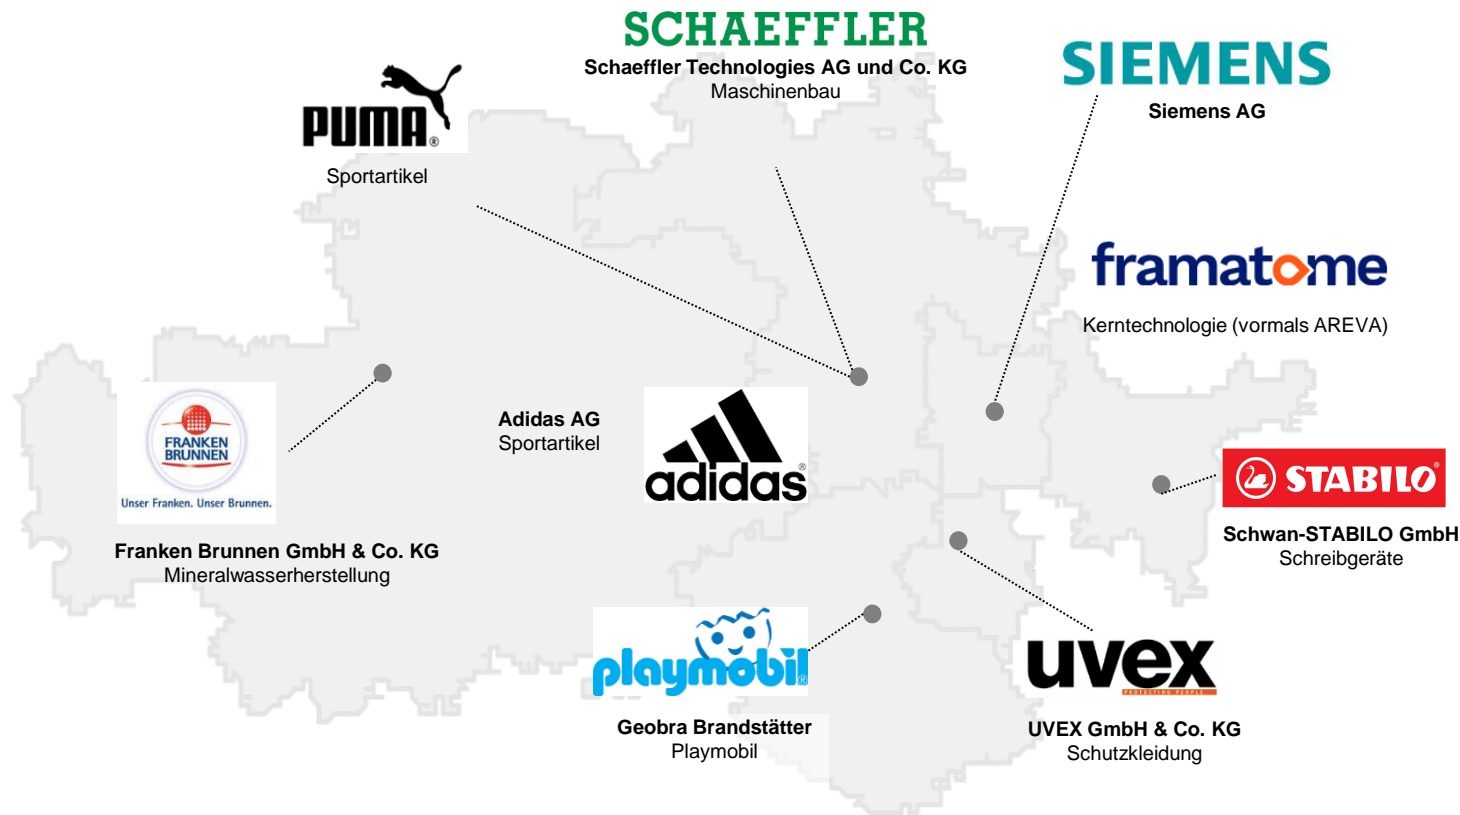 SCHAEFFLER
Schaeffler Technologies AG und Co. KG
Maschinenbau
SIEMENS
Siemens AG
PUMA®
Sportartikel
framatome
Kerntechnologie (vormals AREVA)
FRANKEN
BRUNNEN
Unser Franken. Unser Brunnen.
Franken Brunnen GmbH & Co. KG
Mineralwasserherstellung
Adidas AG
Sportartikel
adidas®
STABILO®
Schwan-STABILO GmbH
Schreibgeräte
playmobil®
Geobra Brandstätter
Playmobil
uvex
PROTECTING PEOPLE
UVEX GmbH & Co. KG
Schutzkleidung